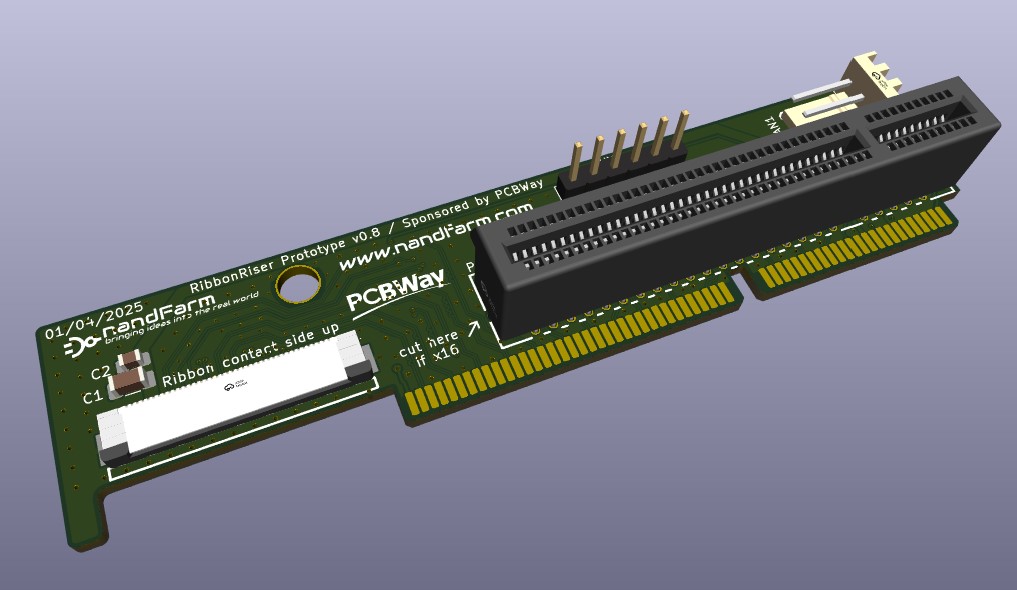 RibbonRiser Prototype v0.8 / Sponsored by PCBWay
www.nandfarm.com
01/04/2025
nandFarm
bringing ideas into the real world
PCBWay
C2
C1
Ribbon contact side up
cut here
if x16